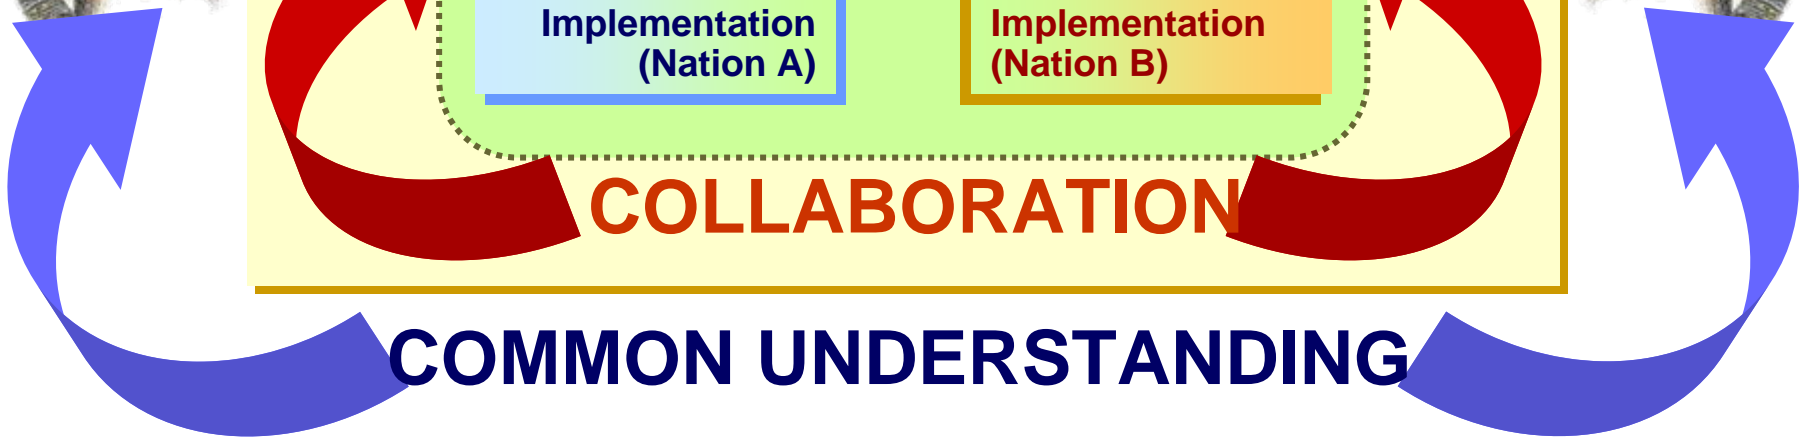 Implementation
(Nation A)
Implementation
(Nation B)
COLLABORATION
COMMON UNDERSTANDING